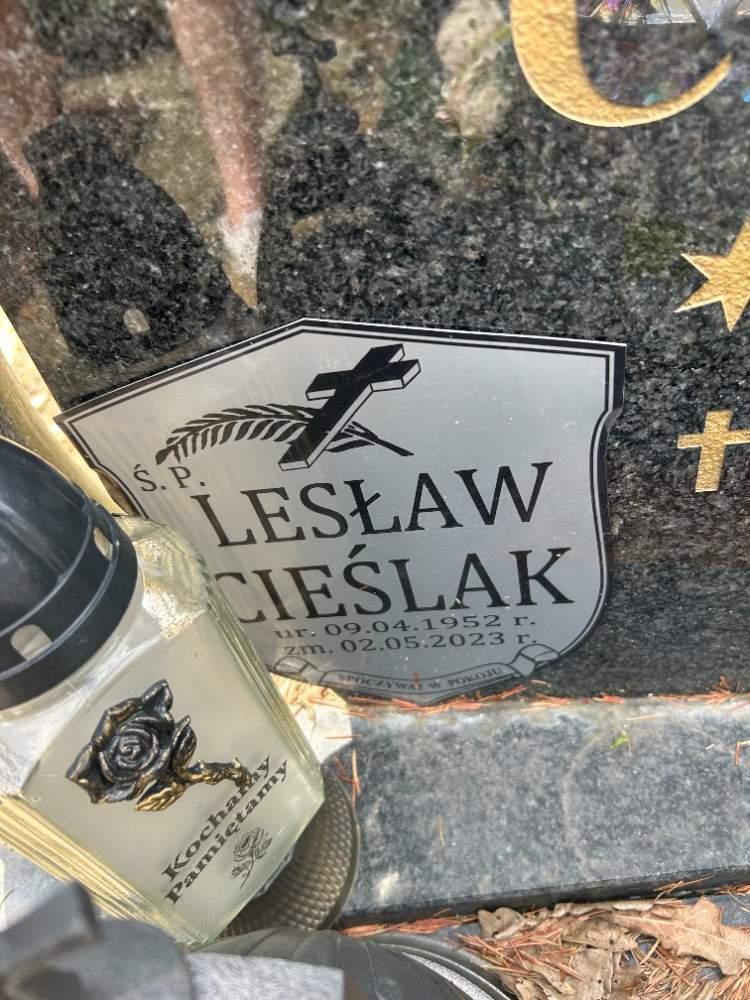 Ś. P.
LESŁAW
CIEŚLAK
ur. 09.04.1952 r.
zm. 02.05.2023 r.
SPOCZYWAJ W POKOJU
Kochamy
Pamiętamy